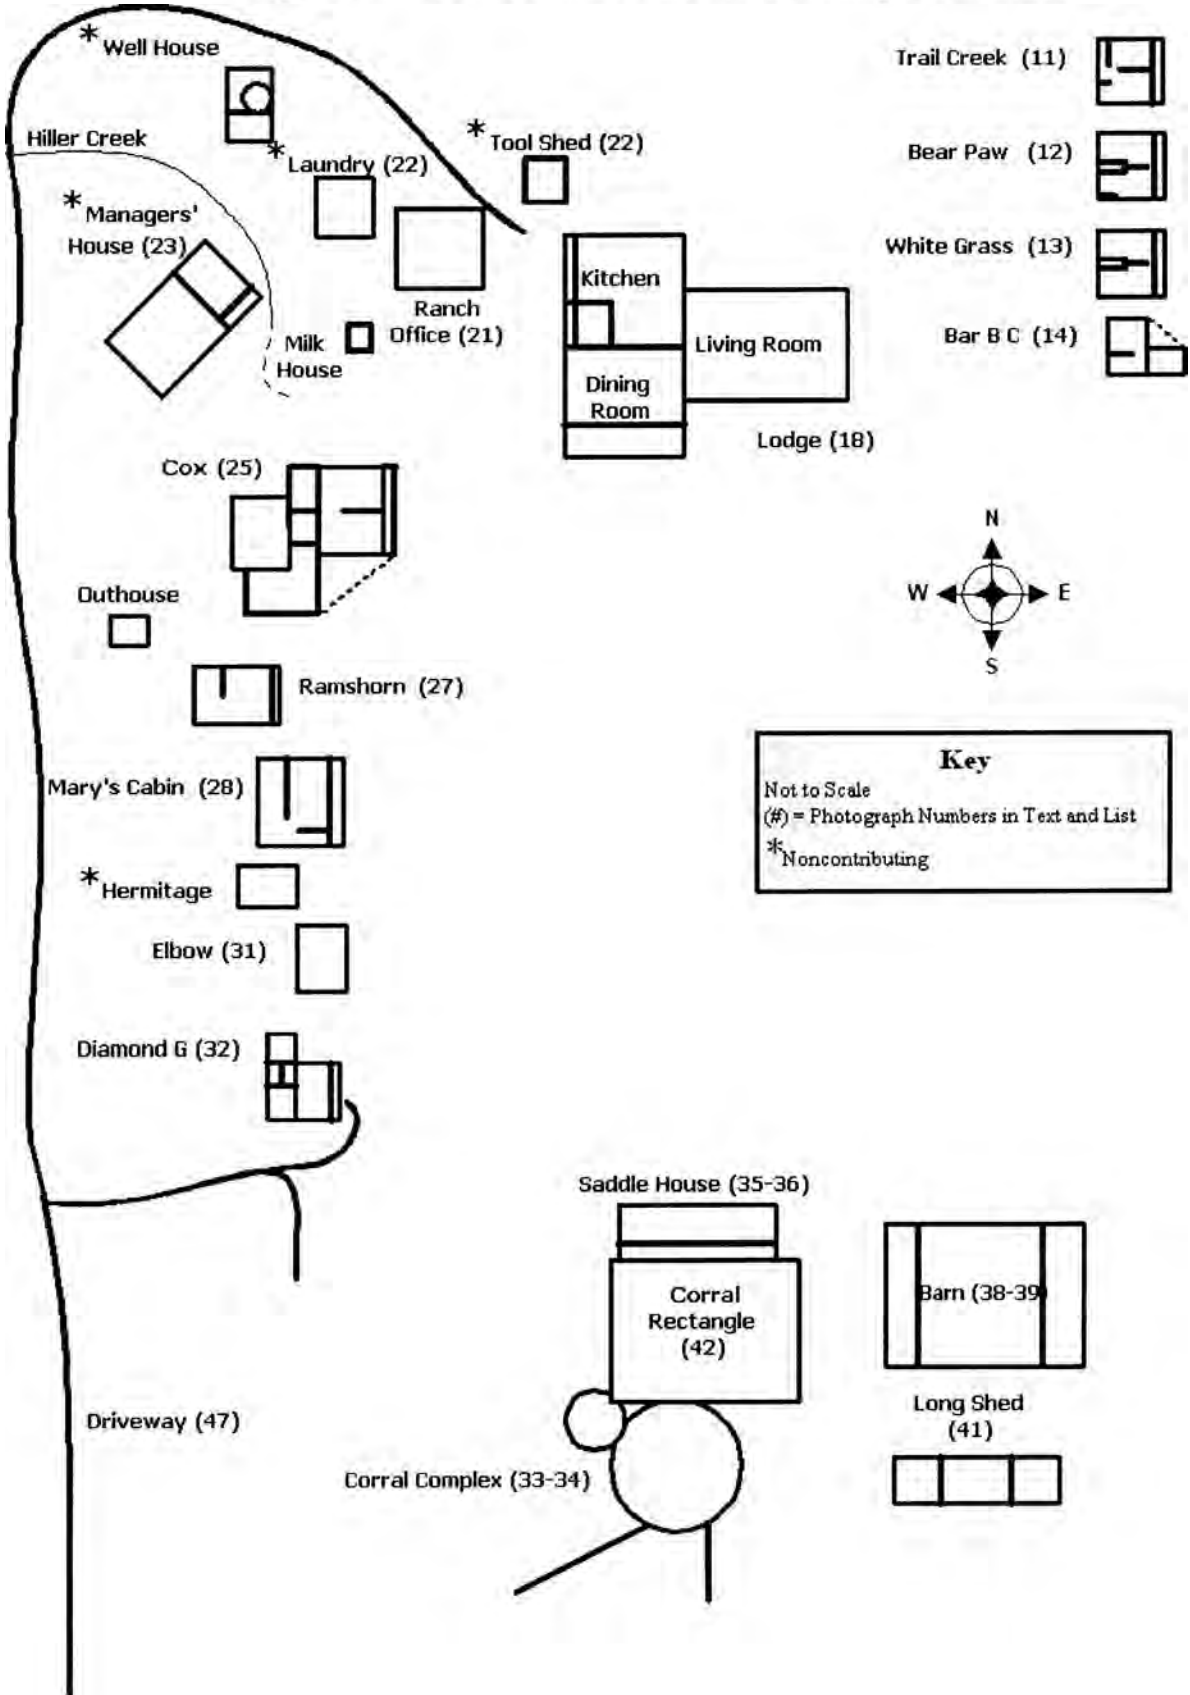 * Well House
Trail Creek (11)
Hiller Creek
* Laundry (22)
* Tool Shed (22)
Bear Paw (12)
* Managers'
House (23)
White Grass (13)
Kitchen
Ranch
Office (21)
Milk
House
Living Room
Bar B C (14)
Dining
Room
Lodge (18)
Cox (25)
N
W
E
S
Outhouse
Ramshorn (27)
Mary's Cabin (28)
Key
Not to Scale
(#) = Photograph Numbers in Text and List
*Noncontributing
* Hermitage
Elbow (31)
Diamond G (32)
Saddle House (35-36)
Corral
Rectangle
(42)
Barn (38-39)
Driveway (47)
Long Shed
(41)
Corral Complex (33-34)